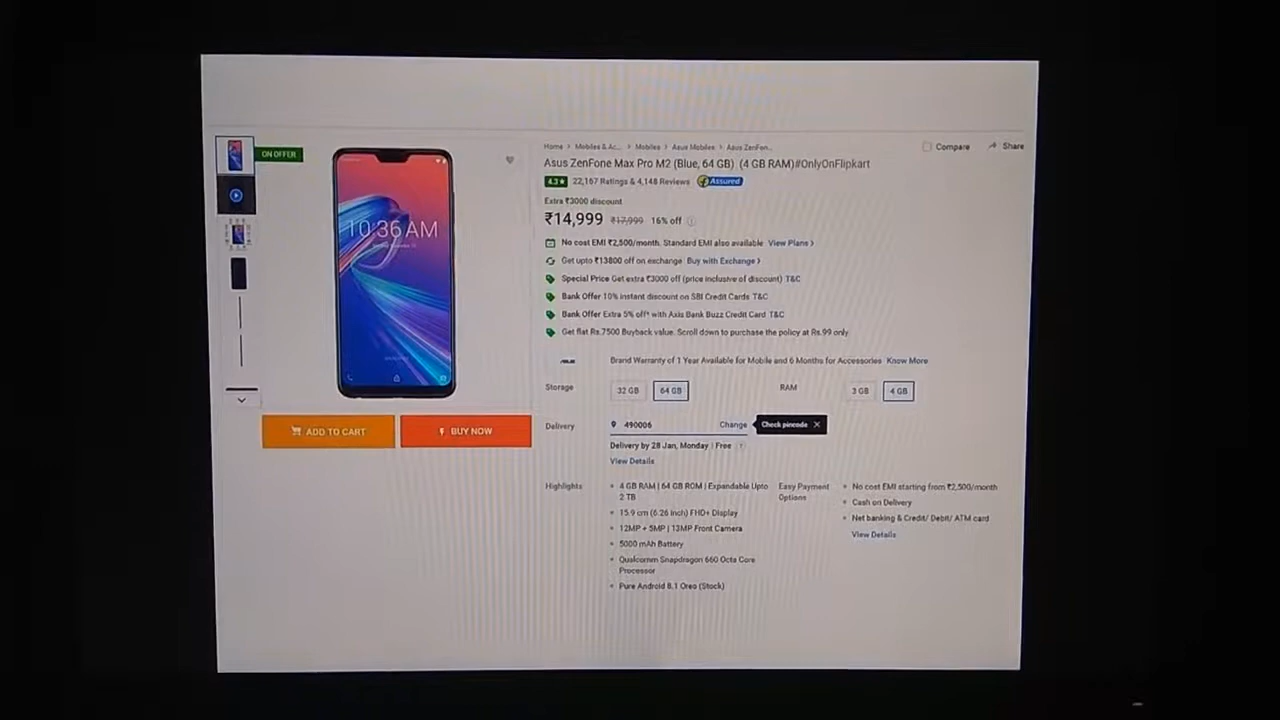 Home > Mobiles & Ac... > Mobiles > Asus Mobiles > Asus ZenFon...
Compare
Share
ON OFFER
Asus ZenFone Max Pro M2 (Blue, 64 GB) (4 GB RAM)#OnlyOnFlipkart
4.3★ 22,167 Ratings & 4,148 Reviews Assured
Extra ₹3000 discount
₹14,999 ₹17,999 16% off
No cost EMI ₹2,500/month. Standard EMI also available View Plans >
Get upto ₹13800 off on exchange Buy with Exchange >
Special Price Get extra ₹3000 off (price inclusive of discount) T&C
Bank Offer 10% instant discount on SBI Credit Cards T&C
Bank Offer Extra 5% off* with Axis Bank Buzz Credit Card T&C
Get flat Rs.7500 Buyback value. Scroll down to purchase the policy at Rs.99 only.
10:36 AM
ASUS
Brand Warranty of 1 Year Available for Mobile and 6 Months for Accessories Know More
Storage 32 GB 64 GB RAM 3 GB 4 GB
ADD TO CART
BUY NOW
Delivery 490006 Change Check pincode ✕
Delivery by 28 Jan, Monday | Free ?
View Details
Highlights
4 GB RAM | 64 GB ROM | Expandable Upto
2 TB
15.9 cm (6.26 inch) FHD+ Display
12MP + 5MP | 13MP Front Camera
5000 mAh Battery
Qualcomm Snapdragon 660 Octa Core
Processor
Pure Android 8.1 Oreo (Stock)
Easy Payment
Options
No cost EMI starting from ₹2,500/month
Cash on Delivery
Net banking & Credit/ Debit/ ATM card
View Details